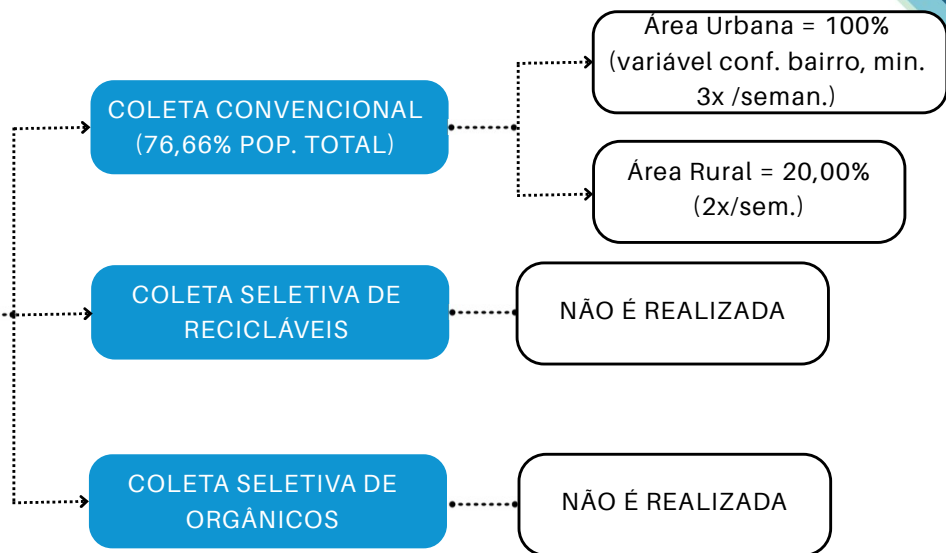 Área Urbana = 100%
(variável conf. bairro, min.
3x /seman.)
COLETA CONVENCIONAL
(76,66% POP. TOTAL)
Área Rural = 20,00%
(2x/sem.)
COLETA SELETIVA DE
RECICLÁVEIS
NÃO É REALIZADA
COLETA SELETIVA DE
ORGÂNICOS
NÃO É REALIZADA